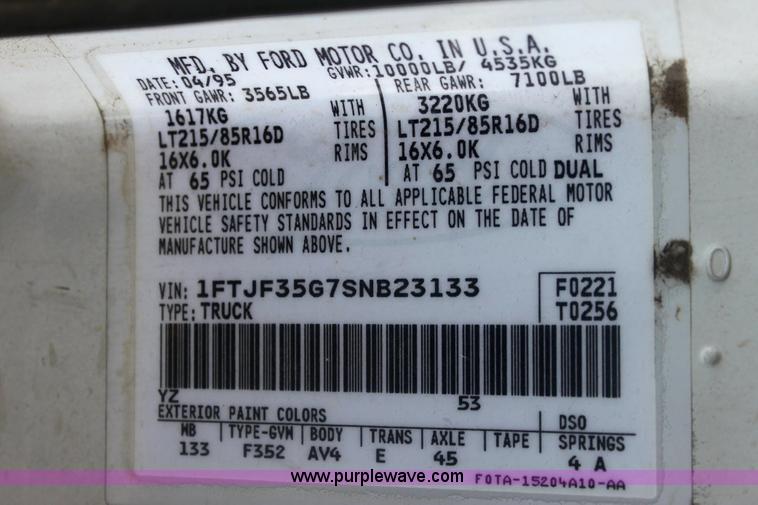 MFD. BY FORD MOTOR CO. IN U.S.A.
DATE: 04/95 GVWR: 10000LB/ 4535KG
FRONT GAWR: 3565LB REAR GAWR: 7100LB
1617KG WITH 3220KG WITH
LT215/85R16D TIRES LT215/85R16D TIRES
16X6.0K RIMS 16X6.0K RIMS
AT 65 PSI COLD AT 65 PSI COLD DUAL
THIS VEHICLE CONFORMS TO ALL APPLICABLE FEDERAL MOTOR
VEHICLE SAFETY STANDARDS IN EFFECT ON THE DATE OF
MANUFACTURE SHOWN ABOVE.
VIN: 1FTJF35G7SNB23133 F0221
TYPE: TRUCK T0256
YZ 53
EXTERIOR PAINT COLORS DSO
WB TYPE-GVW BODY TRANS AXLE TAPE SPRINGS
133 F352 AV4 E 45 4 A
www.purplewave.com F0TA-15204A10-AA
0